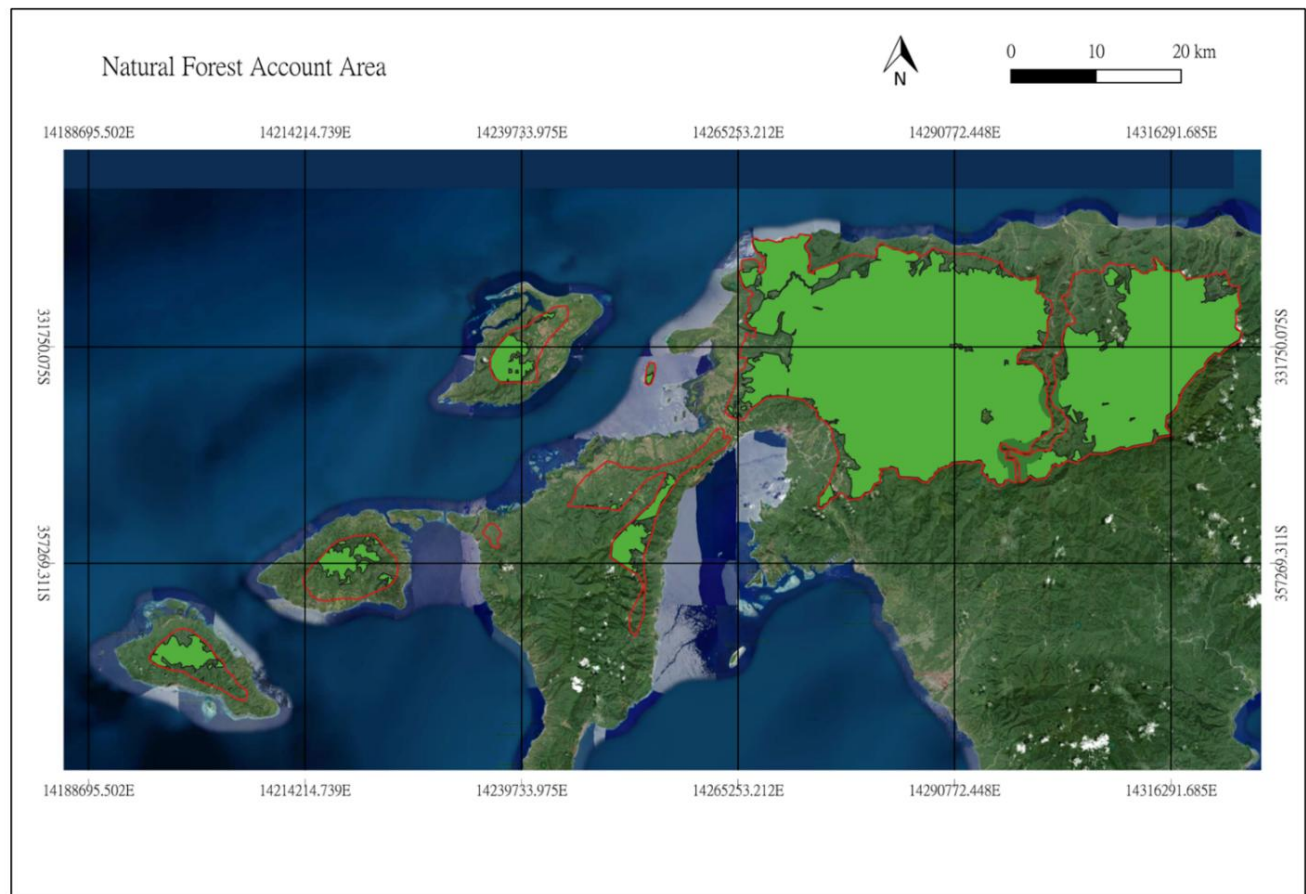 Natural Forest Account Area
N
0 10 20 km
14188695.502E 14214214.739E 14239733.975E 14265253.212E 14290772.448E 14316291.685E
331750.075S
331750.075S
357269.311S
357269.311S
14188695.502E 14214214.739E 14239733.975E 14265253.212E 14290772.448E 14316291.685E